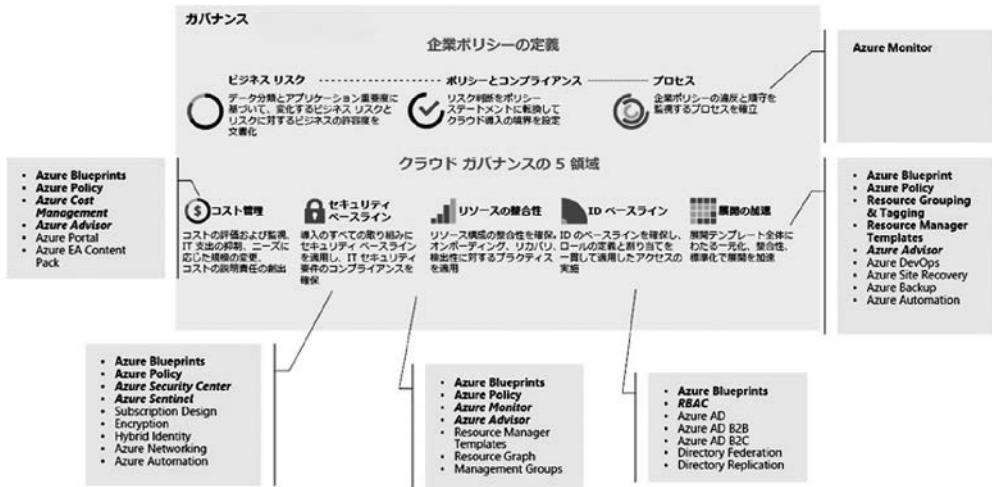 ガバナンス
企業ポリシーの定義
ビジネス リスク
データ分類とアプリケーション重要度に
基づいて、変化するビジネス リスクと
リスクに対するビジネスの許容度を
文書化
ポリシーとコンプライアンス
リスク判断をポリシー
ステートメントに転換して
クラウド導入の境界を設定
プロセス
企業ポリシーの違反と順守を
監視するプロセスを確立
Azure Monitor
クラウド ガバナンスの 5 領域
コスト管理
コストの評価および監視、
IT 支出の抑制、ニーズに
応じた規模の変更、
コストの説明責任の創出
セキュリティ
ベースライン
導入のすべての取り組みに
セキュリティ ベースライン
を適用し、IT セキュリティ
要件のコンプライアンスを
確保
リソースの整合性
リソース構成の整合性を確保。
オンボーディング、リカバリ、
検出性に対するプラクティス
を適用
ID ベースライン
ID のベースラインを確保し、
ロールの定義と割り当てを
一貫して適用したアクセスの
実施
展開の加速
展開テンプレート全体に
わたる一元化、整合性、
標準化で展開を加速
• Azure Blueprints
• Azure Policy
• Azure Cost
Management
• Azure Advisor
• Azure Portal
• Azure EA Content
Pack
• Azure Blueprint
• Azure Policy
• Resource Grouping
& Tagging
• Resource Manager
Templates
• Azure Advisor
• Azure DevOps
• Azure Site Recovery
• Azure Backup
• Azure Automation
• Azure Blueprints
• Azure Policy
• Azure Security Center
• Azure Sentinel
• Subscription Design
• Encryption
• Hybrid Identity
• Azure Networking
• Azure Automation
• Azure Blueprints
• Azure Policy
• Azure Monitor
• Azure Advisor
• Resource Manager
Templates
• Resource Graph
• Management Groups
• Azure Blueprints
• RBAC
• Azure AD
• Azure AD B2B
• Azure AD B2C
• Directory Federation
• Directory Replication